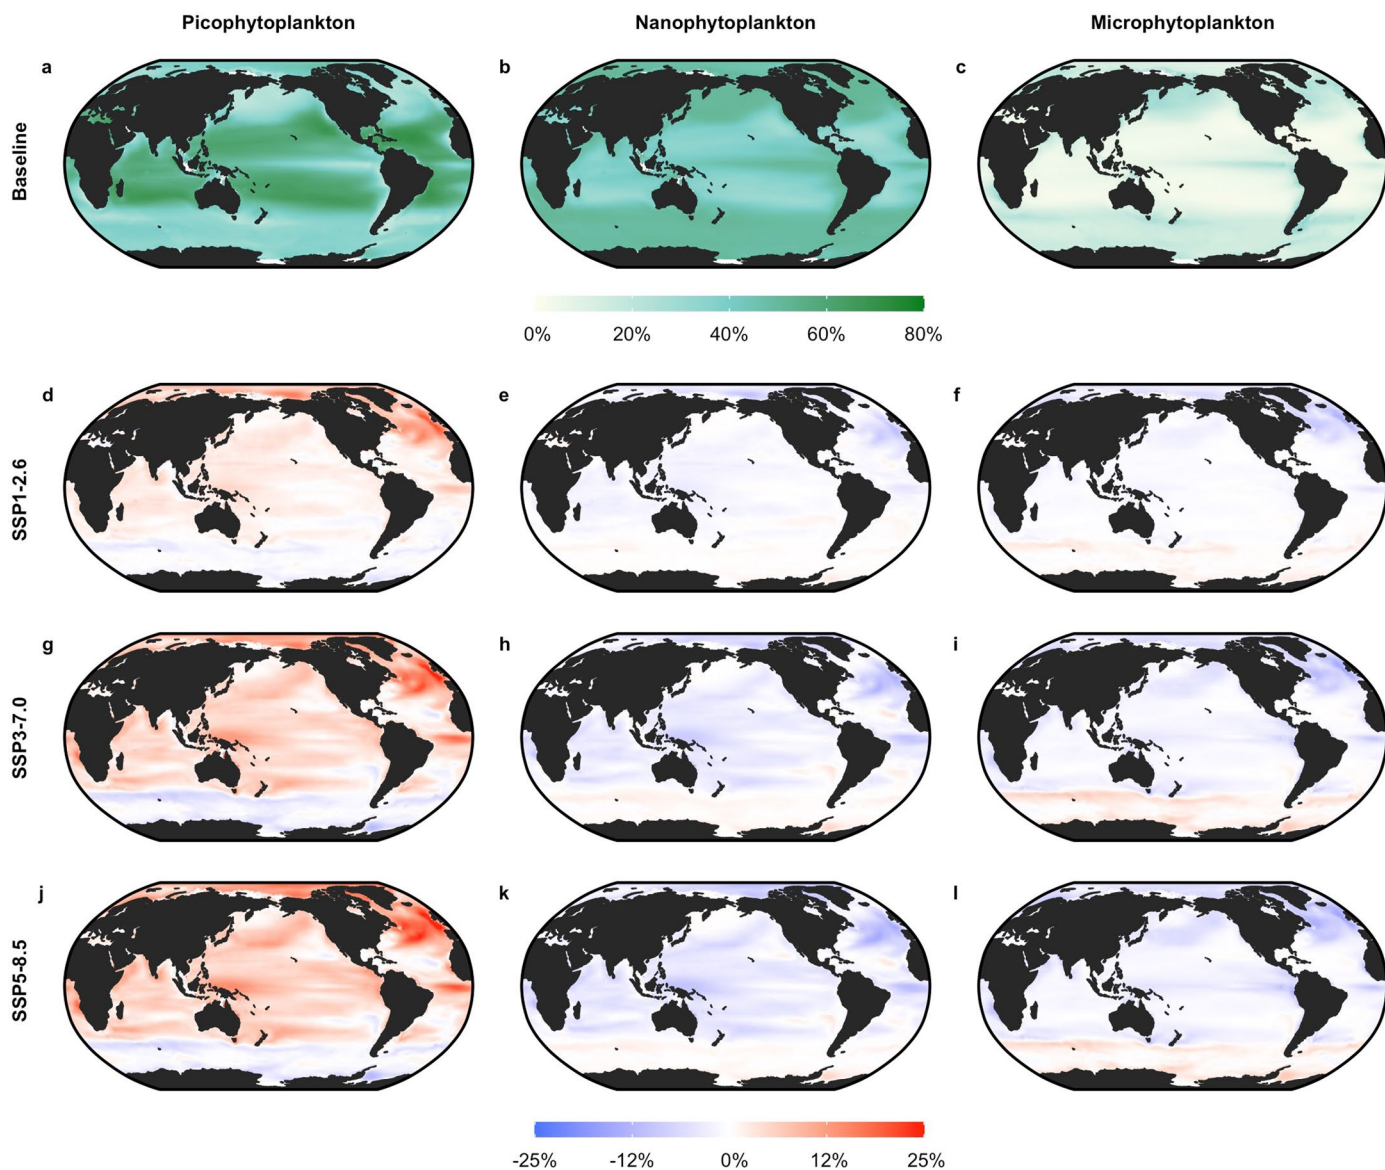 Picophytoplankton Nanophytoplankton Microphytoplankton
a b c
Baseline
0% 20% 40% 60% 80%
d e f
SSP1-2.6
g h i
SSP3-7.0
j k l
SSP5-8.5
-25% -12% 0% 12% 25%